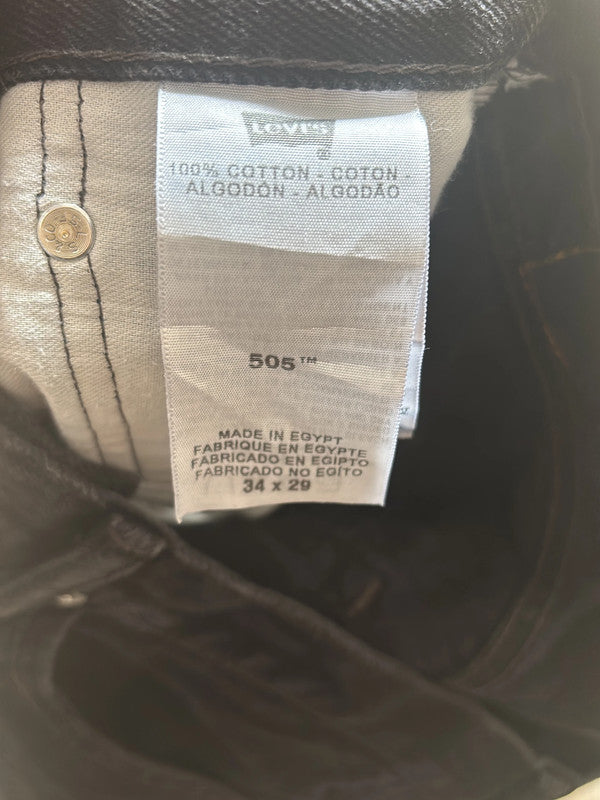 Levi's
100% COTTON - COTON -
ALGODÓN - ALGODÃO
505™
MADE IN EGYPT
FABRIQUE EN EGYPTE
FABRICADO EN EGIPTO
FABRICADO NO EGITO
34 x 29